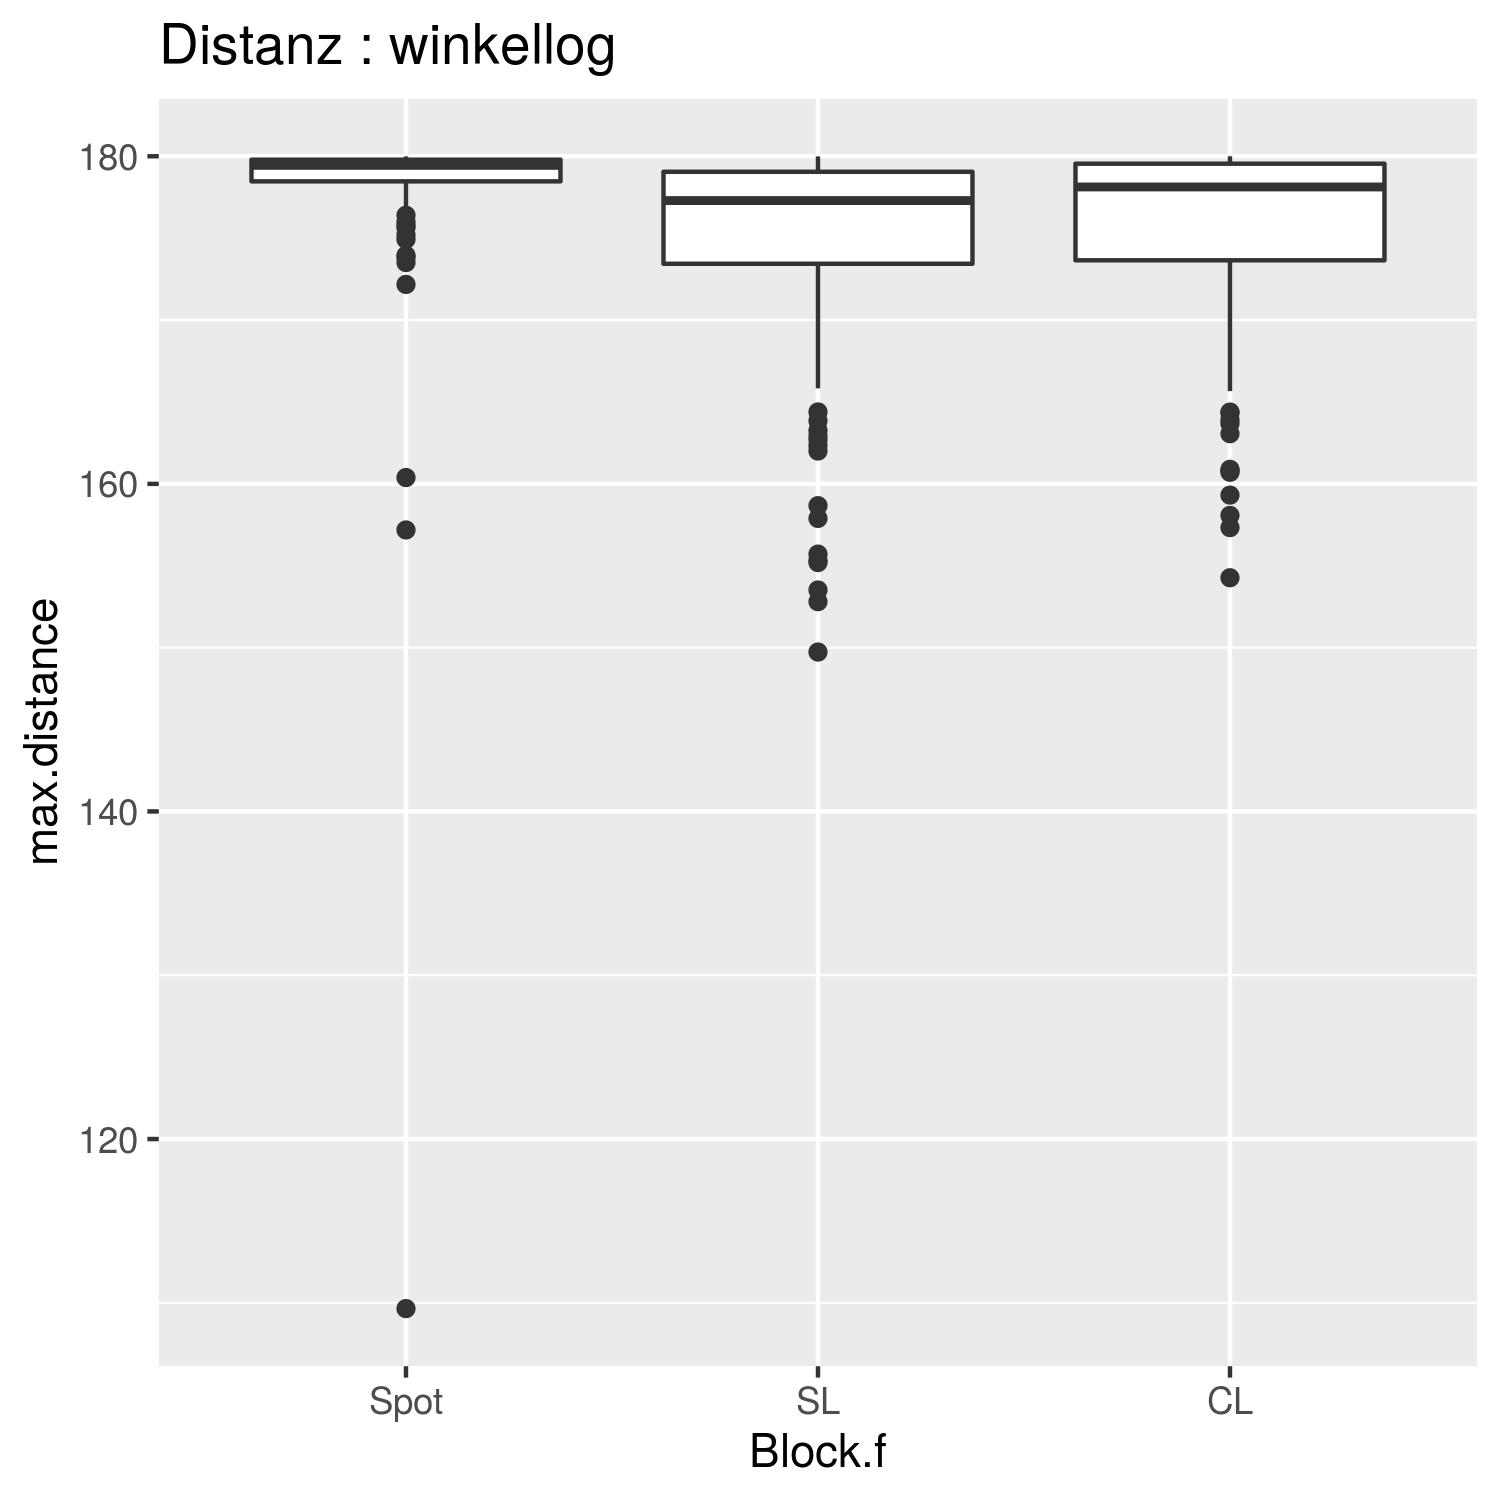 Distanz : winkellog
180
160
140
120
max.distance
Spot SL CL
Block.f